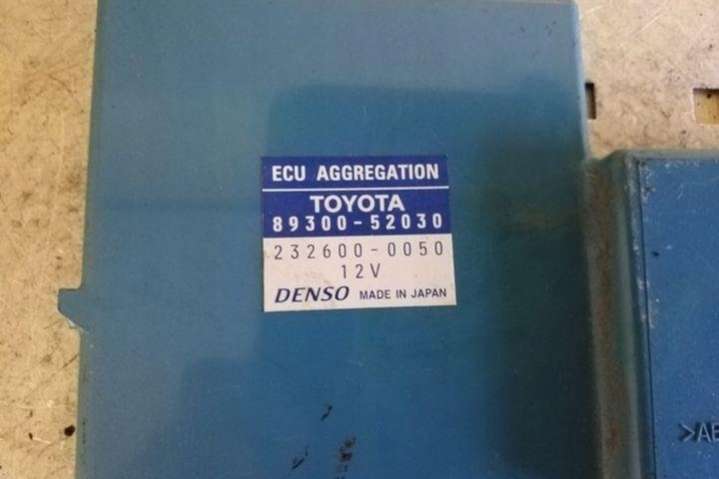 ECU AGGREGATION
TOYOTA
89300-52030
232600-0050
12V
DENSO MADE IN JAPAN